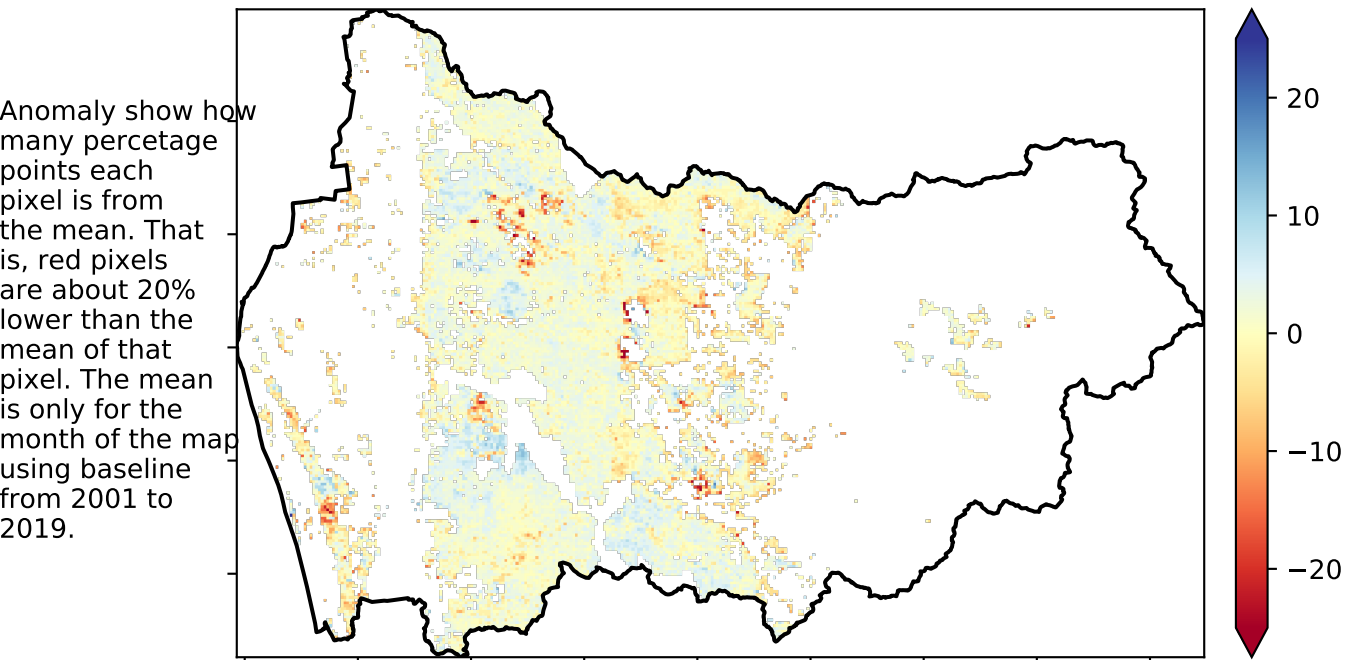 Anomaly show how
many percetage
points each
pixel is from
the mean. That
is, red pixels
are about 20%
lower than the
mean of that
pixel. The mean
is only for the
month of the map
using baseline
from 2001 to
2019.
20
10
0
−10
−20